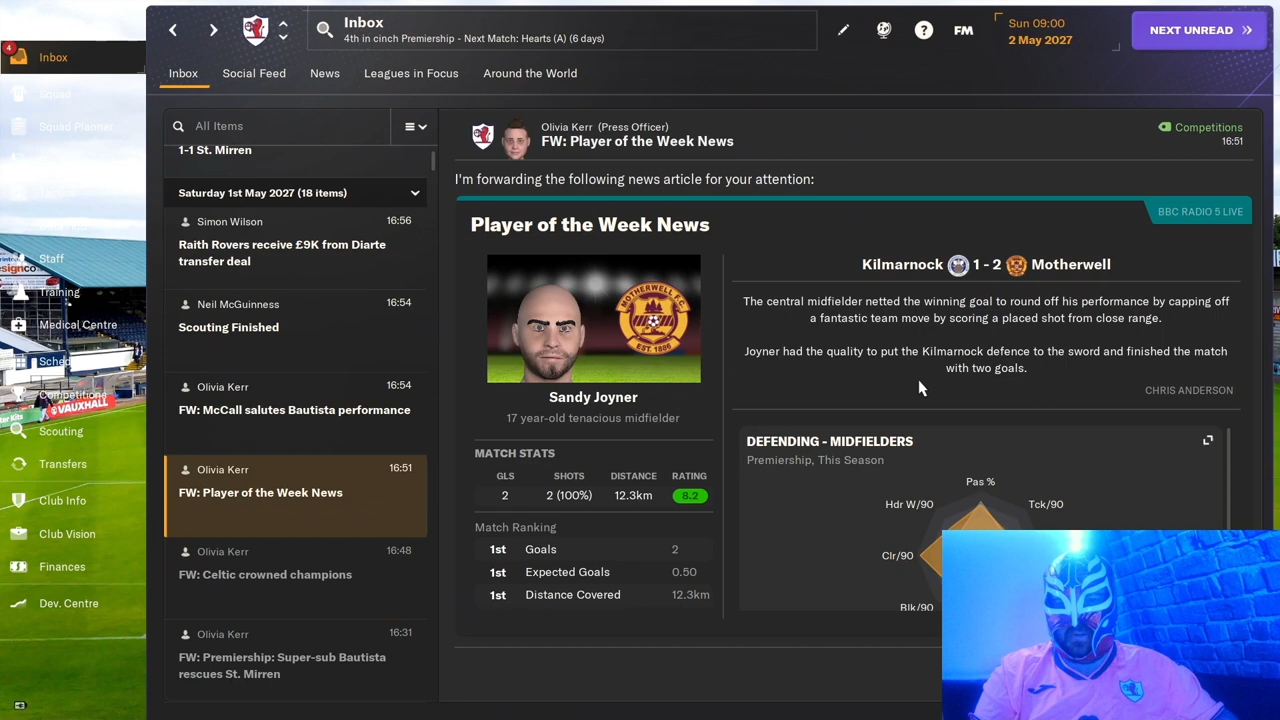 Inbox
4th in cinch Premiership - Next Match: Hearts (A) (6 days)
FM
Sun 09:00
2 May 2027
NEXT UNREAD
4
Inbox
Squad
Squad Planner
Staff
Training
Medical Centre
Sched
Competitions
VAUXHALL
Scouting
Transfers
Club Info
Club Vision
Finances
Dev. Centre
Inbox
Social Feed
News
Leagues in Focus
Around the World
All Items
1-1 St. Mirren
Saturday 1st May 2027 (18 items)
Simon Wilson
16:56
Raith Rovers receive £9K from Diarte
transfer deal
Neil McGuinness
16:54
Scouting Finished
Olivia Kerr
16:54
FW: McCall salutes Bautista performance
Olivia Kerr
16:51
FW: Player of the Week News
Olivia Kerr
16:48
FW: Celtic crowned champions
Olivia Kerr
16:31
FW: Premiership: Super-sub Bautista
rescues St. Mirren
Olivia Kerr (Press Officer)
FW: Player of the Week News
Competitions
16:51
I'm forwarding the following news article for your attention:
BBC RADIO 5 LIVE
Player of the Week News
MOTHERWELL F.C.
EST. 1886
Sandy Joyner
17 year-old tenacious midfielder
MATCH STATS
GLS SHOTS DISTANCE RATING
2 2 (100%) 12.3km 8.2
Match Ranking
1st Goals 2
1st Expected Goals 0.50
1st Distance Covered 12.3km
Kilmarnock 1 - 2 Motherwell
The central midfielder netted the winning goal to round off his performance by capping off
a fantastic team move by scoring a placed shot from close range.
Joyner had the quality to put the Kilmarnock defence to the sword and finished the match
with two goals.
CHRIS ANDERSON
DEFENDING - MIDFIELDERS
Premiership, This Season
Pas %
Hdr W/90
Tck/90
Clr/90
Blk/90